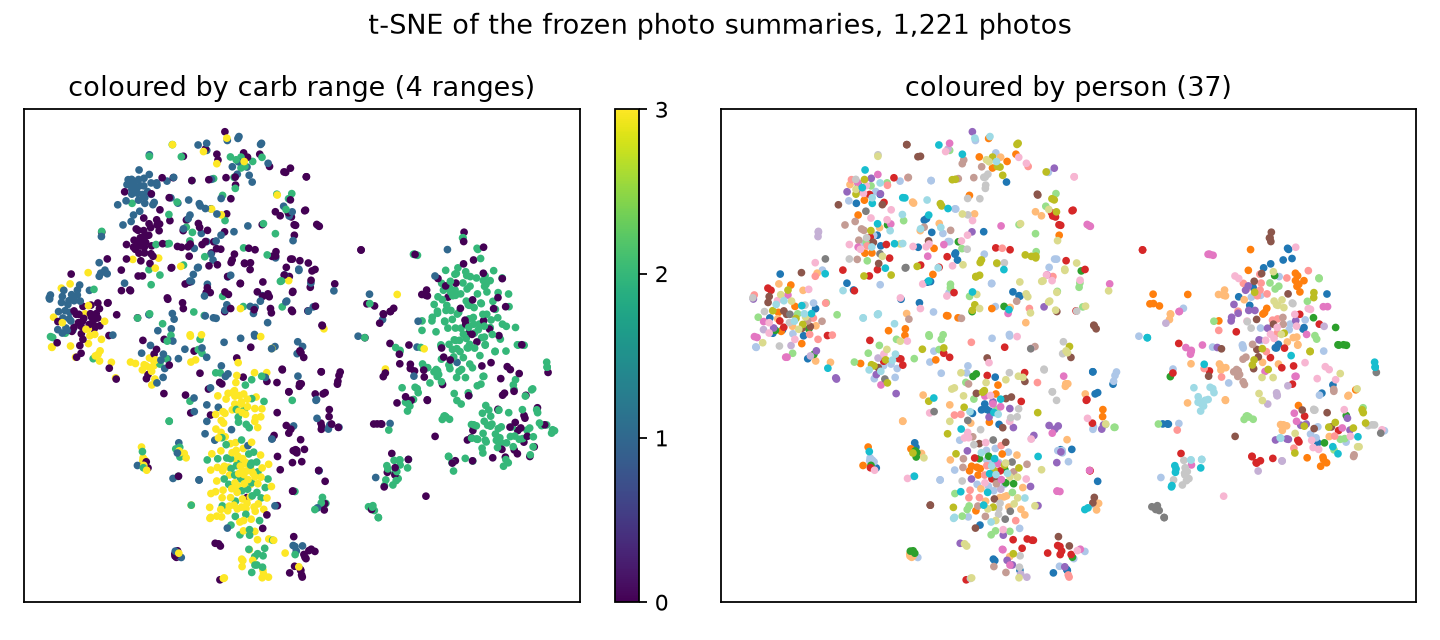 t-SNE of the frozen photo summaries, 1,221 photos
coloured by carb range (4 ranges)
coloured by person (37)
3
2
1
0